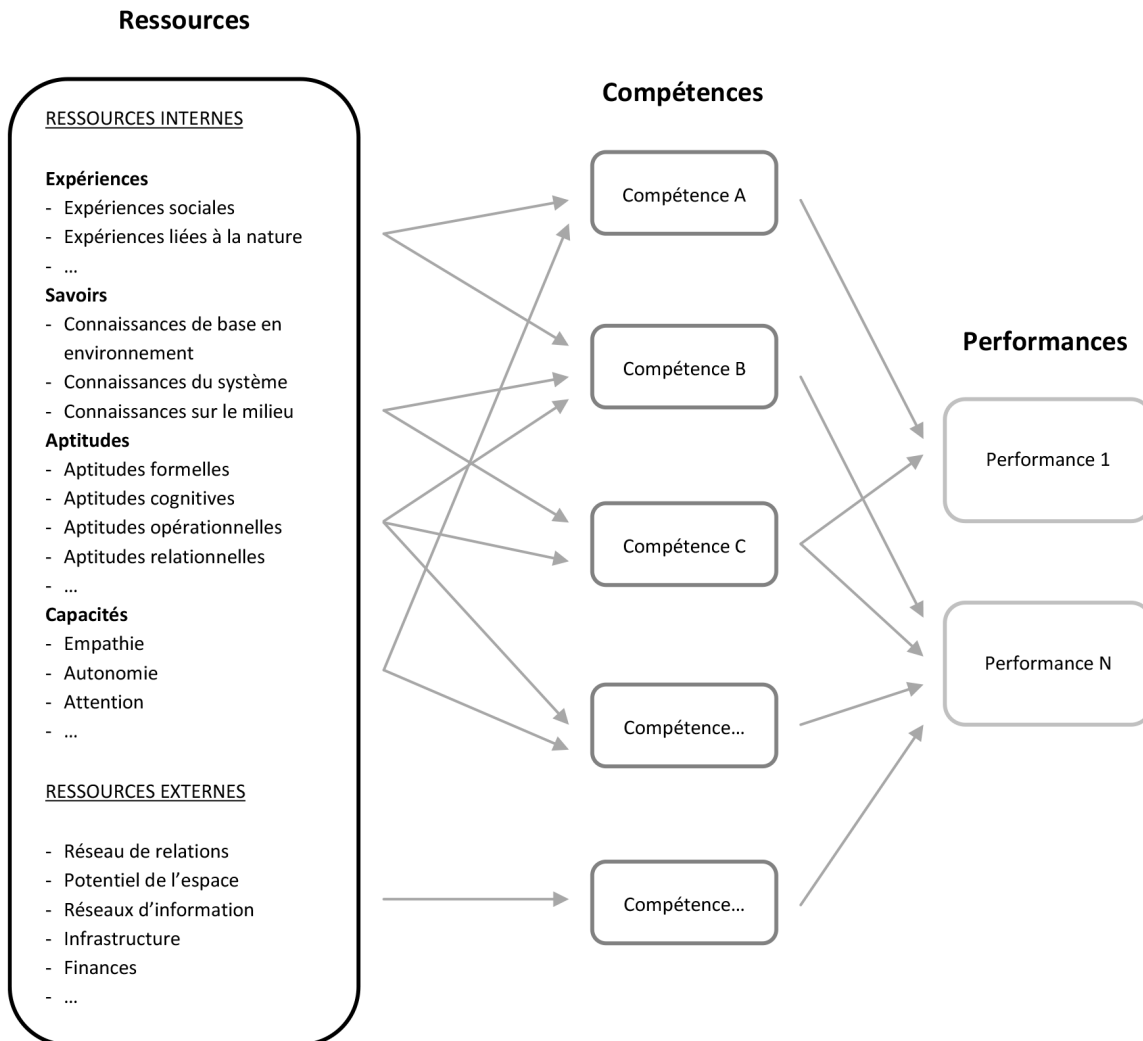 Ressources
RESSOURCES INTERNES
Expériences
- Expériences sociales
- Expériences liées à la nature
- ...
Savoirs
- Connaissances de base en
environnement
- Connaissances du système
- Connaissances sur le milieu
Aptitudes
- Aptitudes formelles
- Aptitudes cognitives
- Aptitudes opérationnelles
- Aptitudes relationnelles
- ...
Capacités
- Empathie
- Autonomie
- Attention
- ...
RESSOURCES EXTERNES
- Réseau de relations
- Potentiel de l’espace
- Réseaux d’information
- Infrastructure
- Finances
- ...
Compétences
Compétence A
Compétence B
Compétence C
Compétence...
Compétence...
Performances
Performance 1
Performance N